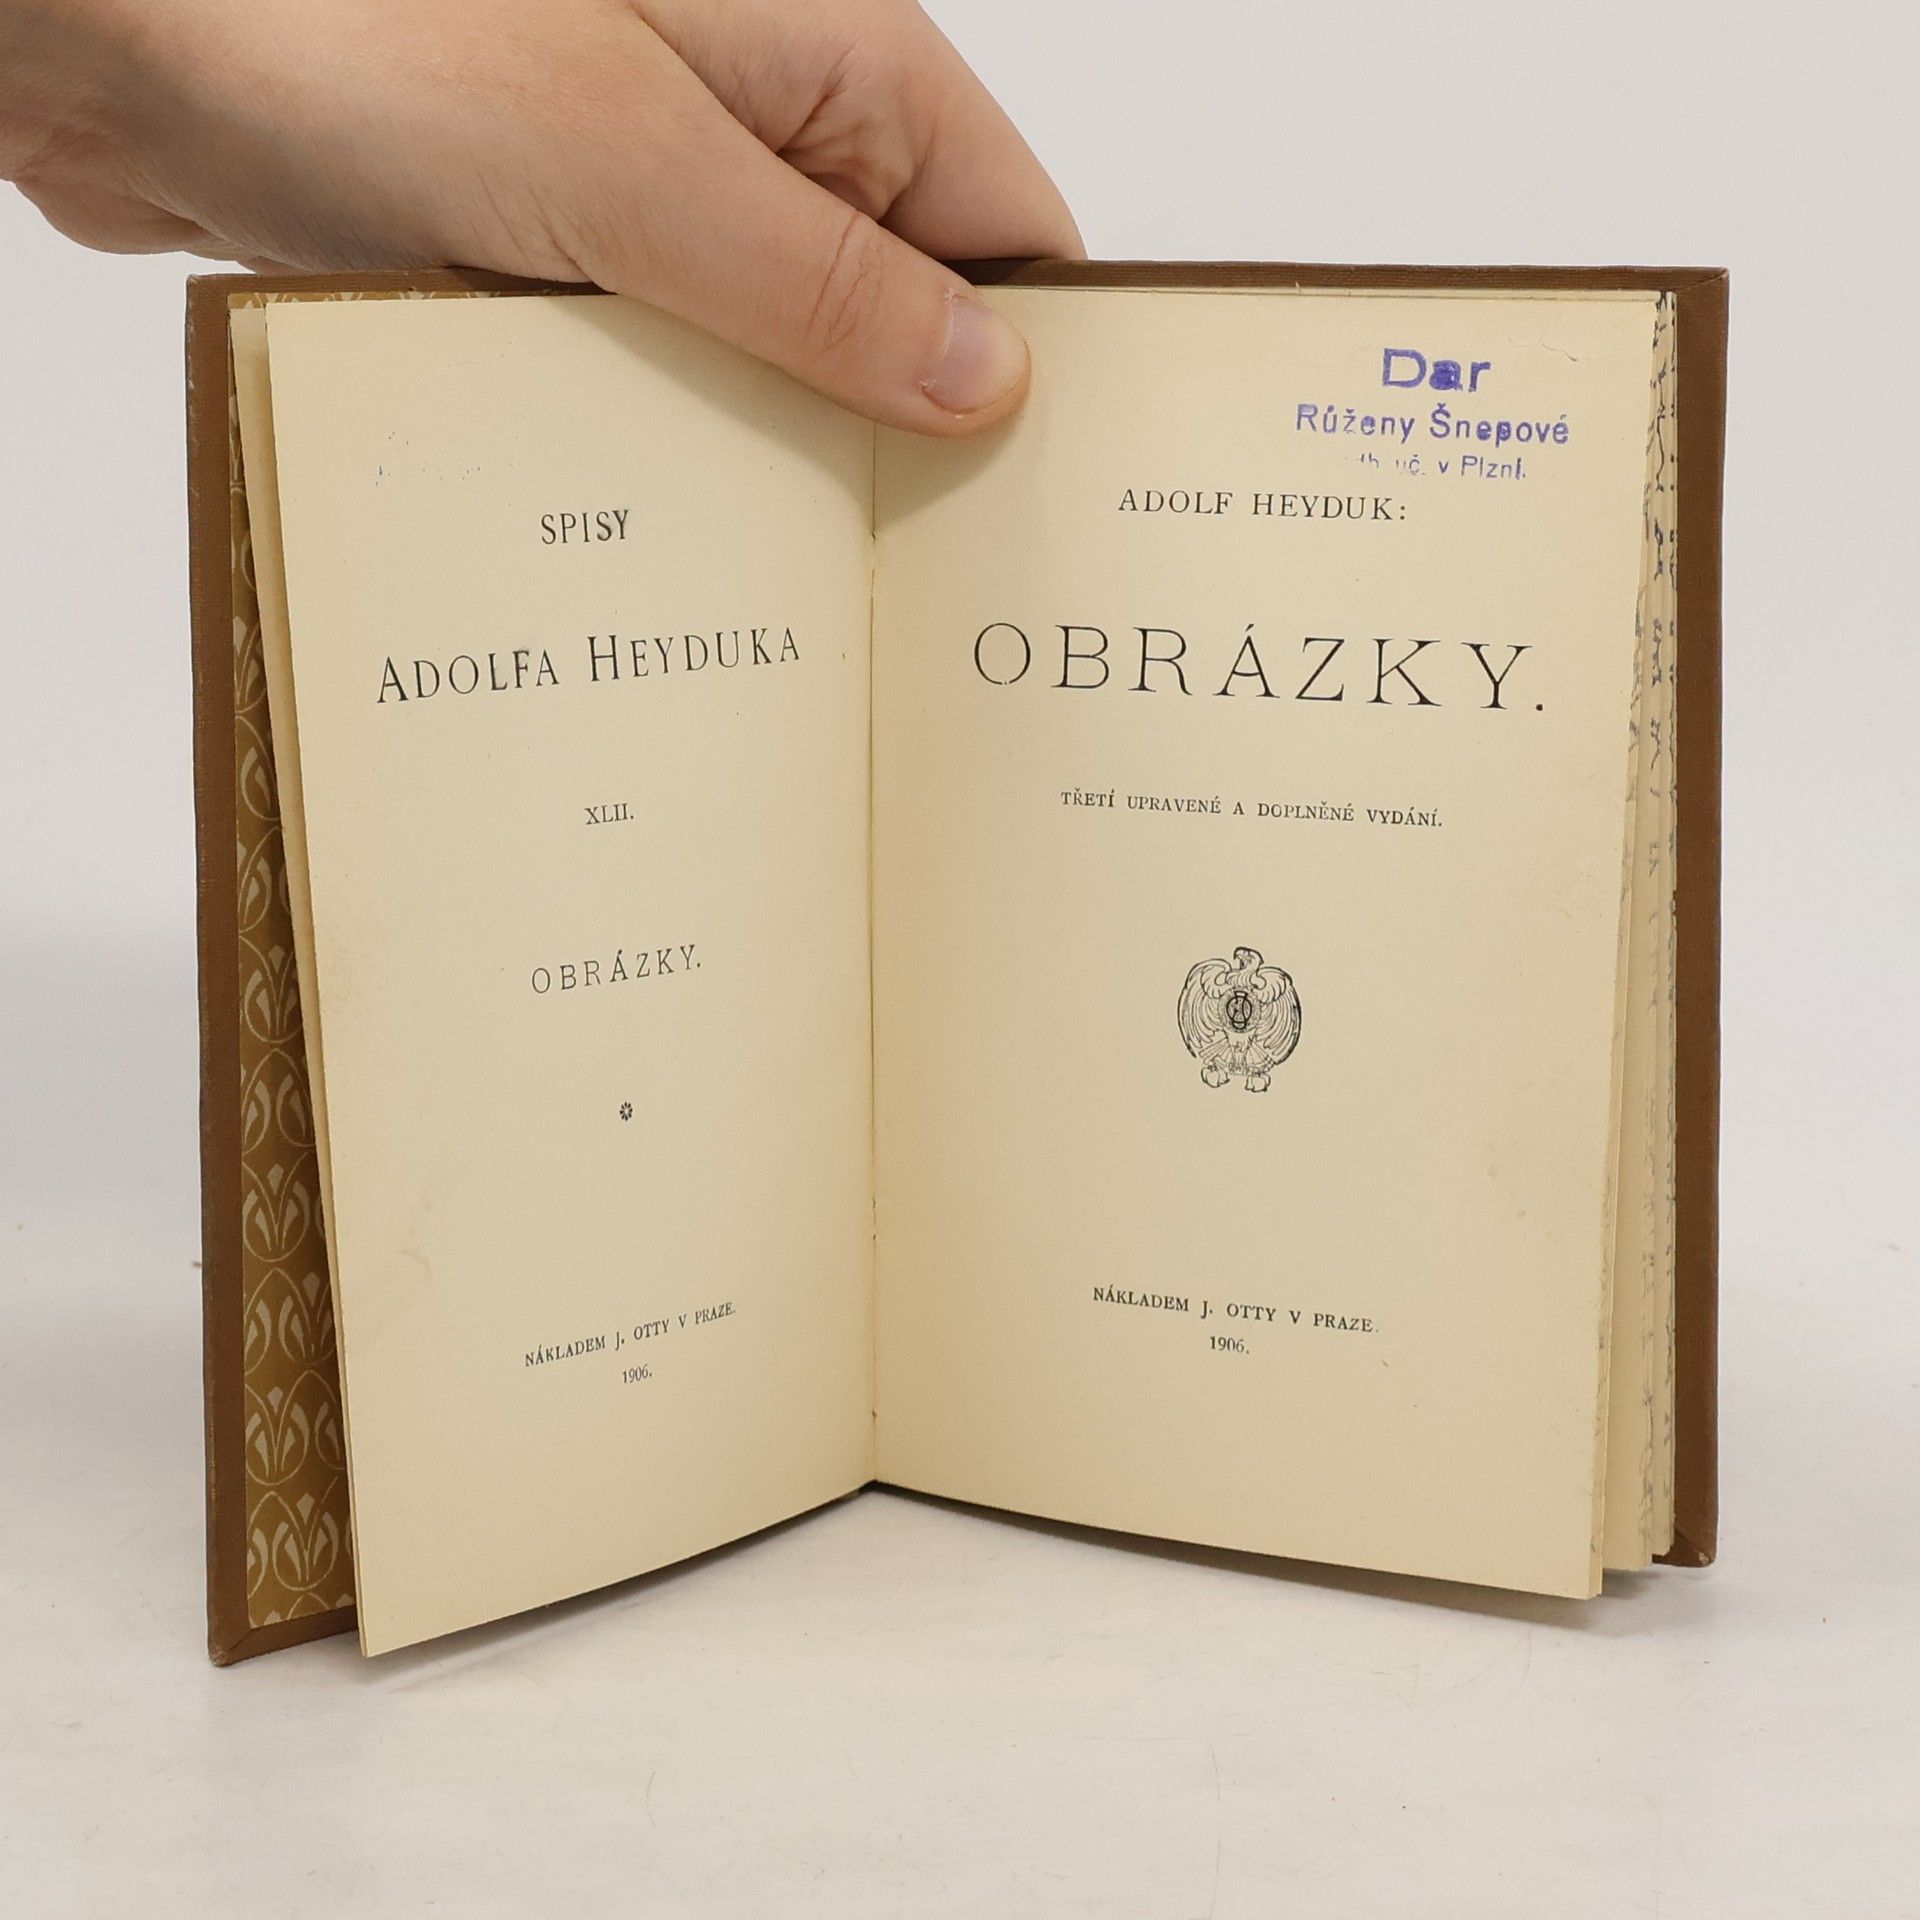 SPISY
ADOLFA HEYDUKA
XLII.
OBRÁZKY.
NÁKLADEM J. OTTY V PRAZE.
1906.
Dar
Růženy Šnepové
uč. v Plzni.
ADOLF HEYDUK:
OBRÁZKY.
TŘETÍ UPRAVENÉ A DOPLNĚNÉ VYDÁNÍ.
NÁKLADEM J. OTTY V PRAZE.
1906.